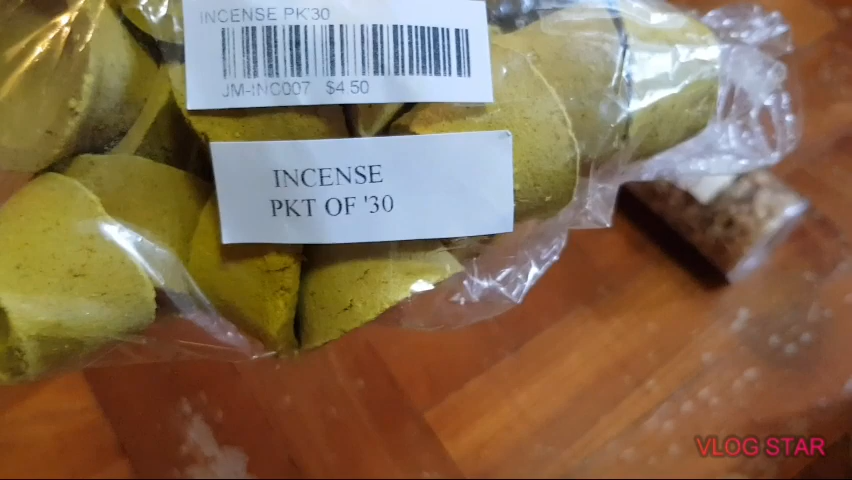 INCENSE PK'30
JM-INC007 $4.50
INCENSE
PKT OF '30
VLOG STAR